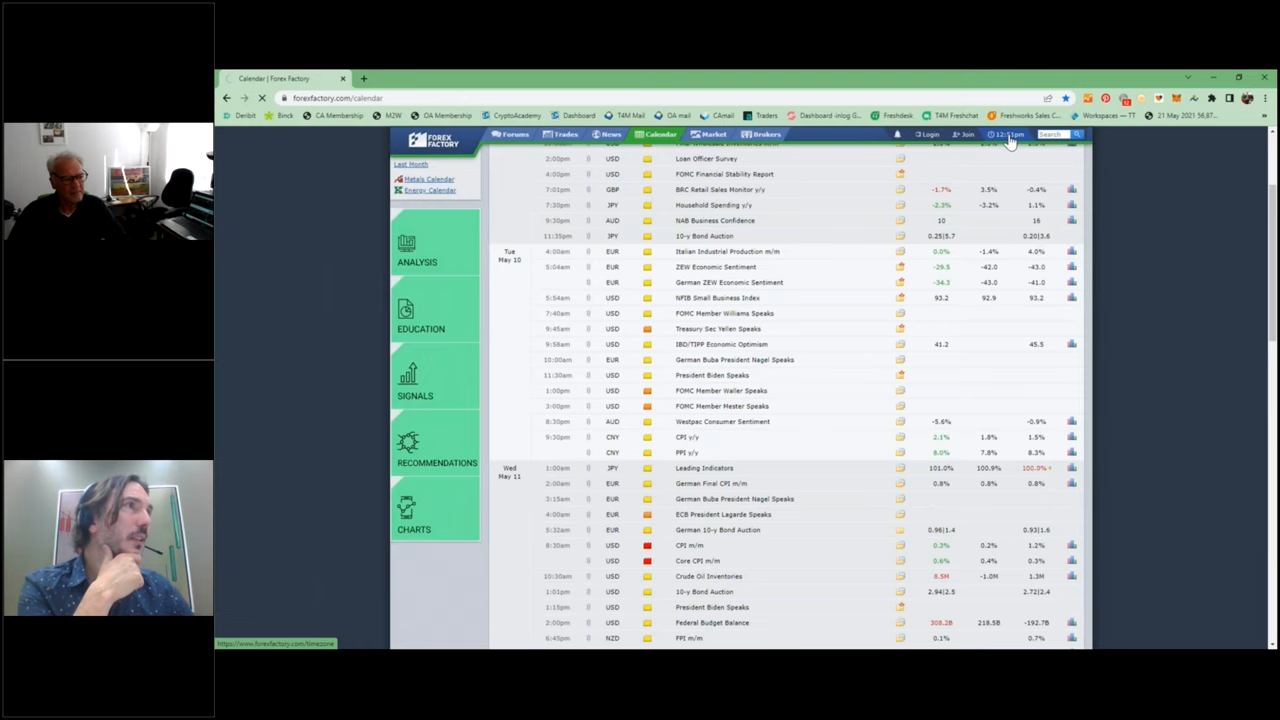 Calendar | Forex Factory
forexfactory.com/calendar
Deribit Binck CA Membership M2W OA Membership CryptoAcademy Dashboard T4M Mail OA mail CAmail Traders Dashboard-inlog G... Freshdesk T4M Freshchat Freshworks Sales C... Workspaces — TT 21 May 2021 56,87...
FOREX FACTORY Forums Trades News Calendar Market Brokers Login Join Search
Last Month
Metals Calendar
Energy Calendar
ANALYSIS
EDUCATION
SIGNALS
RECOMMENDATIONS
CHARTS
2:00pm USD Loan Officer Survey
4:00pm USD FOMC Financial Stability Report
7:01pm GBP BRC Retail Sales Monitor y/y -1.7% 3.5% -0.4%
7:30pm JPY Household Spending y/y -2.3% -3.2% 1.1%
9:30pm AUD NAB Business Confidence 10 16
11:35pm JPY 10-y Bond Auction 0.25|5.7 0.20|3.6
Tue May 10 4:00am EUR Italian Industrial Production m/m 0.0% -1.4% 4.0%
5:04am EUR ZEW Economic Sentiment -29.5 -42.0 -43.0
EUR German ZEW Economic Sentiment -34.3 -43.0 -41.0
5:54am USD NFIB Small Business Index 93.2 92.9 93.2
7:40am USD FOMC Member Williams Speaks
9:45am USD Treasury Sec Yellen Speaks
9:58am USD IBD/TIPP Economic Optimism 41.2 45.5
10:00am EUR German Buba President Nagel Speaks
11:30am USD President Biden Speaks
1:00pm USD FOMC Member Waller Speaks
3:00pm USD FOMC Member Mester Speaks
8:30pm AUD Westpac Consumer Sentiment -5.6% -0.9%
9:30pm CNY CPI y/y 2.1% 1.8% 1.5%
CNY PPI y/y 8.0% 7.8% 8.3%
Wed May 11 1:00am JPY Leading Indicators 101.0% 100.9% 100.0%
2:00am EUR German Final CPI m/m 0.8% 0.8% 0.8%
3:15am EUR German Buba President Nagel Speaks
4:00am EUR ECB President Lagarde Speaks
5:32am EUR German 10-y Bond Auction 0.96|1.4 0.93|1.6
8:30am USD CPI m/m 0.3% 0.2% 1.2%
USD Core CPI m/m 0.6% 0.4% 0.3%
10:30am USD Crude Oil Inventories 8.5M -1.0M 1.3M
1:01pm USD 10-y Bond Auction 2.94|2.5 2.72|2.4
1:15pm USD President Biden Speaks
2:00pm USD Federal Budget Balance 308.2B 218.5B -192.7B
6:45pm NZD FPI m/m 0.1% 0.7%
https://www.forexfactory.com/timezone